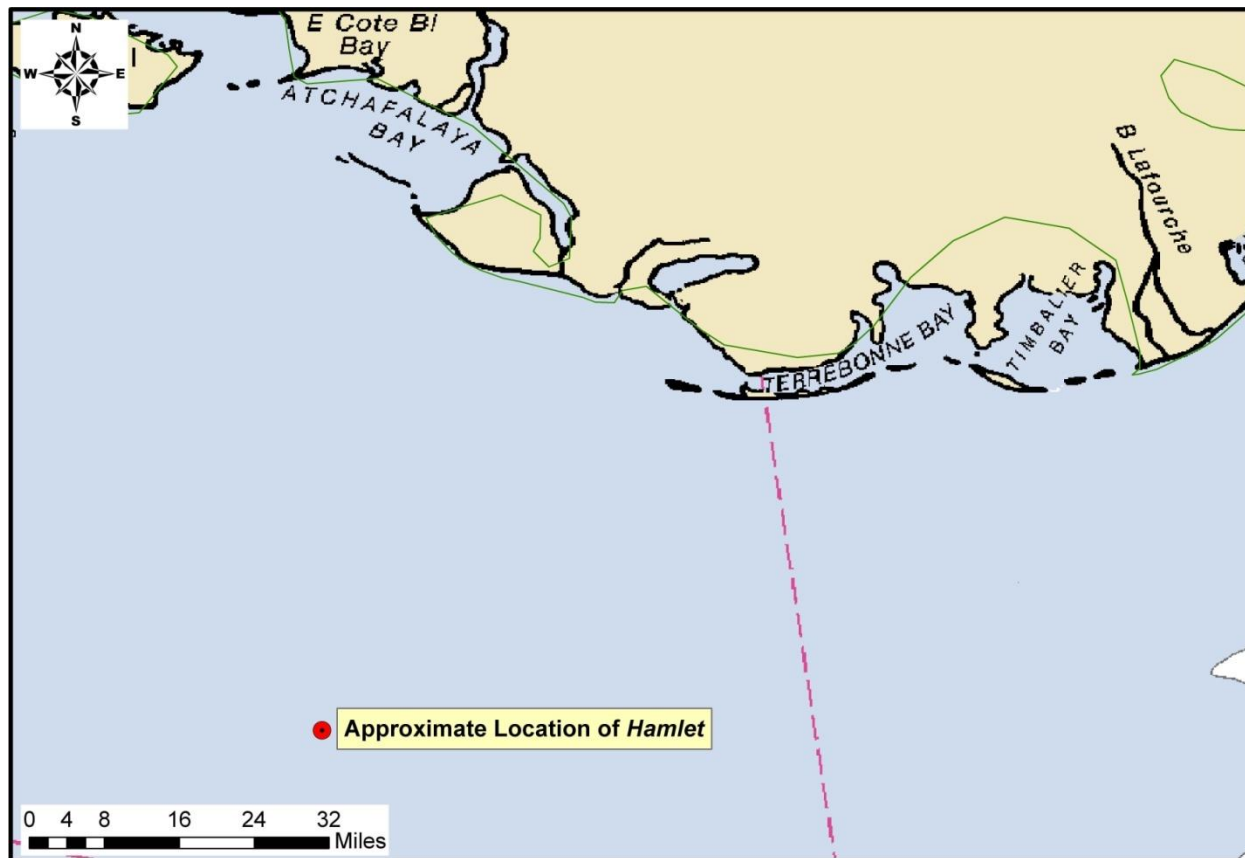 N
W E
S
E Cote Bl
Bay
ATCHAFALAYA
BAY
B Lafourche
TERREBONNE BAY
TIMBALIER
BAY
Approximate Location of Hamlet
0 4 8 16 24 32
Miles